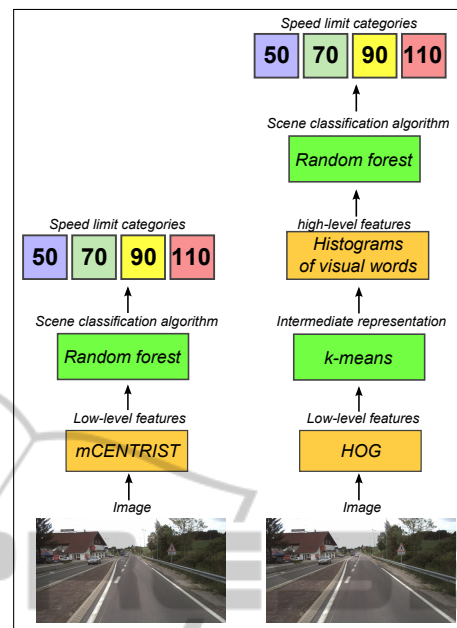 Speed limit categories
50 70 90 110
Scene classification algorithm
Random forest
Low-level features
mCENTRIST
Image
Speed limit categories
50 70 90 110
Scene classification algorithm
Random forest
high-level features
Histograms
of visual words
Intermediate representation
k-means
Low-level features
HOG
Image